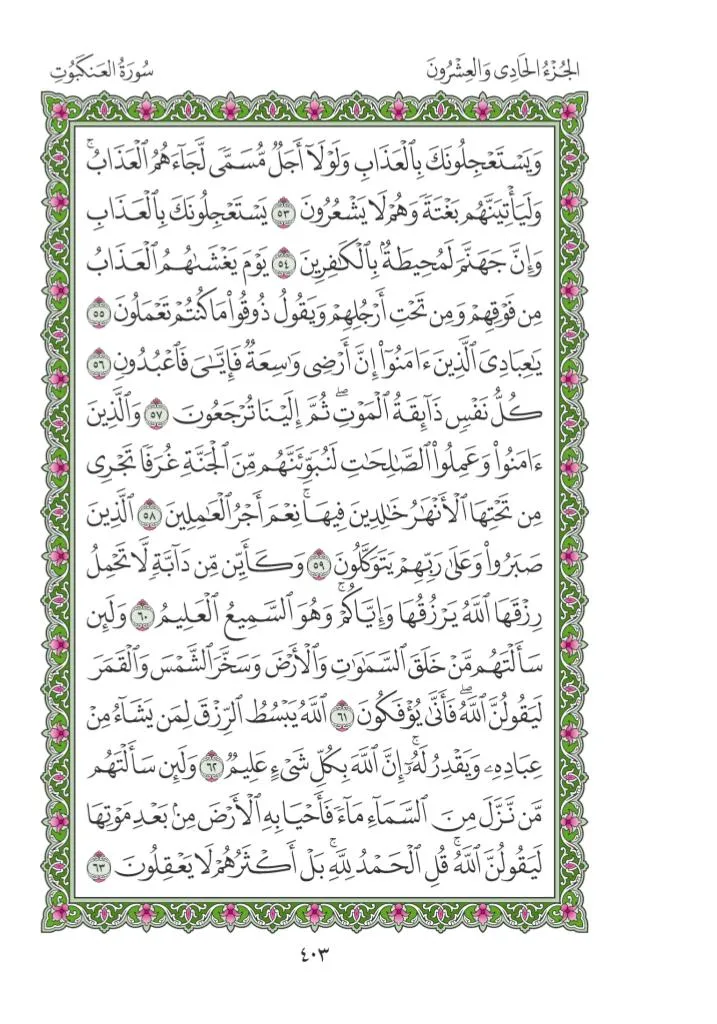 الجُزْءُ الحَادِى وَالعِشْرُونَ
سُورَةُ العَنكَبُوتِ
وَيَسْتَعْجِلُونَكَ بِٱلْعَذَابِ وَلَوْلَآ أَجَلٌ مُّسَمًّى لَّجَآءَهُمُ ٱلْعَذَابُۚ
وَلَيَأْتِيَنَّهُم بَغْتَةً وَهُمْ لَا يَشْعُرُونَ ٥٣ يَسْتَعْجِلُونَكَ بِٱلْعَذَابِ
وَإِنَّ جَهَنَّمَ لَمُحِيطَةٌۢ بِٱلْكَٰفِرِينَ ٥٤ يَوْمَ يَغْشَىٰهُمُ ٱلْعَذَابُ
مِن فَوْقِهِمْ وَمِن تَحْتِ أَرْجُلِهِمْ وَيَقُولُ ذُوقُوا۟ مَا كُنتُمْ تَعْمَلُونَ ٥٥
يَٰعِبَادِىَ ٱلَّذِينَ ءَامَنُوٓا۟ إِنَّ أَرْضِى وَٰسِعَةٌ فَإِيَّٰىَ فَٱعْبُدُونِ ٥٦
كُلُّ نَفْسٍ ذَآئِقَةُ ٱلْمَوْتِۖ ثُمَّ إِلَيْنَا تُرْجَعُونَ ٥٧ وَٱلَّذِينَ
ءَامَنُوا۟ وَعَمِلُوا۟ ٱلصَّٰلِحَٰتِ لَنُبَوِّئَنَّهُم مِّنَ ٱلْجَنَّةِ غُرَفًا تَجْرِى
مِن تَحْتِهَا ٱلْأَنْهَٰرُ خَٰلِدِينَ فِيهَاۚ نِعْمَ أَجْرُ ٱلْعَٰمِلِينَ ٥٨ ٱلَّذِينَ
صَبَرُوا۟ وَعَلَىٰ رَبِّهِمْ يَتَوَكَّلُونَ ٥٩ وَكَأَيِّن مِّن دَآبَّةٍ لَّا تَحْمِلُ
رِزْقَهَا ٱللَّهُ يَرْزُقُهَا وَإِيَّاكُمْۚ وَهُوَ ٱلسَّمِيعُ ٱلْعَلِيمُ ٦٠ وَلَئِن
سَأَلْتَهُم مَّنْ خَلَقَ ٱلسَّمَٰوَٰتِ وَٱلْأَرْضَ وَسَخَّرَ ٱلشَّمْسَ وَٱلْقَمَرَ
لَيَقُولُنَّ ٱللَّهُۖ فَأَنَّىٰ يُؤْفَكُونَ ٦١ ٱللَّهُ يَبْسُطُ ٱلرِّزْقَ لِمَن يَشَآءُ مِنْ
عِبَادِهِۦ وَيَقْدِرُ لَهُۥٓۚ إِنَّ ٱللَّهَ بِكُلِّ شَىْءٍ عَلِيمٌ ٦٢ وَلَئِن سَأَلْتَهُم
مَّن نَّزَّلَ مِنَ ٱلسَّمَآءِ مَآءً فَأَحْيَا بِهِ ٱلْأَرْضَ مِنۢ بَعْدِ مَوْتِهَا
لَيَقُولُنَّ ٱللَّهُۚ قُلِ ٱلْحَمْدُ لِلَّهِۚ بَلْ أَكْثَرُهُمْ لَا يَعْقِلُونَ ٦٣
٤٠٣